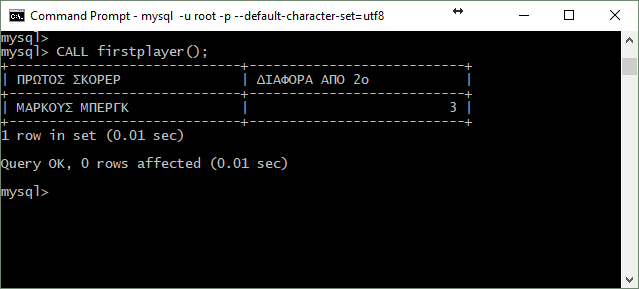 Command Prompt - mysql -u root -p --default-character-set=utf8
mysql>
mysql> CALL firstplayer();
+-----------------------------+---------------------------+
| ΠΡΩΤΟΣ ΣΚΟΡΕΡ | ΔΙΑΦΟΡΑ ΑΠΟ 2ο |
+-----------------------------+---------------------------+
| ΜΑΡΚΟΥΣ ΜΠΕΡΓΚ | 3 |
+-----------------------------+---------------------------+
1 row in set (0.01 sec)
Query OK, 0 rows affected (0.01 sec)
mysql>